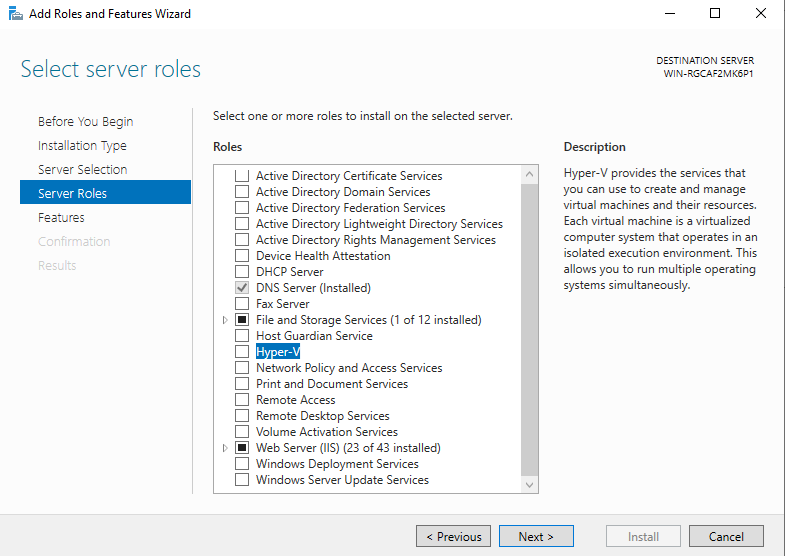 Add Roles and Features Wizard
Select server roles
DESTINATION SERVER
WIN-RGCAF2MK6P1
Before You Begin
Installation Type
Server Selection
Server Roles
Features
Confirmation
Results
Select one or more roles to install on the selected server.
Roles
Active Directory Certificate Services
Active Directory Domain Services
Active Directory Federation Services
Active Directory Lightweight Directory Services
Active Directory Rights Management Services
Device Health Attestation
DHCP Server
DNS Server (Installed)
Fax Server
File and Storage Services (1 of 12 installed)
Host Guardian Service
Hyper-V
Network Policy and Access Services
Print and Document Services
Remote Access
Remote Desktop Services
Volume Activation Services
Web Server (IIS) (23 of 43 installed)
Windows Deployment Services
Windows Server Update Services
Description
Hyper-V provides the services that
you can use to create and manage
virtual machines and their resources.
Each virtual machine is a virtualized
computer system that operates in an
isolated execution environment. This
allows you to run multiple operating
systems simultaneously.
< Previous
Next >
Install
Cancel